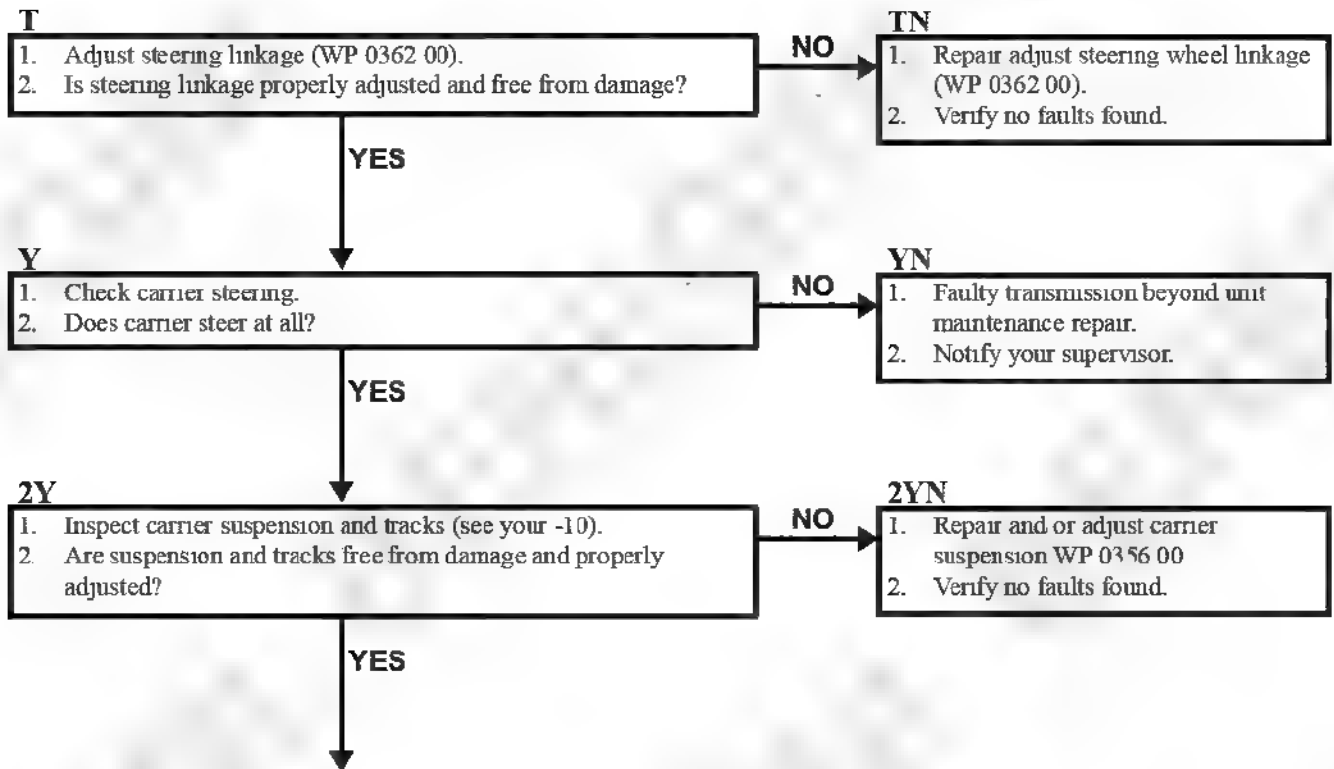 T
1. Adjust steering linkage (WP 0362 00).
2. Is steering linkage properly adjusted and free from damage?
NO
TN
1. Repair adjust steering wheel linkage
(WP 0362 00).
2. Verify no faults found.
YES
Y
1. Check carrier steering.
2. Does carrier steer at all?
NO
YN
1. Faulty transmission beyond unit
maintenance repair.
2. Notify your supervisor.
YES
2Y
1. Inspect carrier suspension and tracks (see your -10).
2. Are suspension and tracks free from damage and properly
adjusted?
NO
2YN
1. Repair and or adjust carrier
suspension WP 0356 00
2. Verify no faults found.
YES